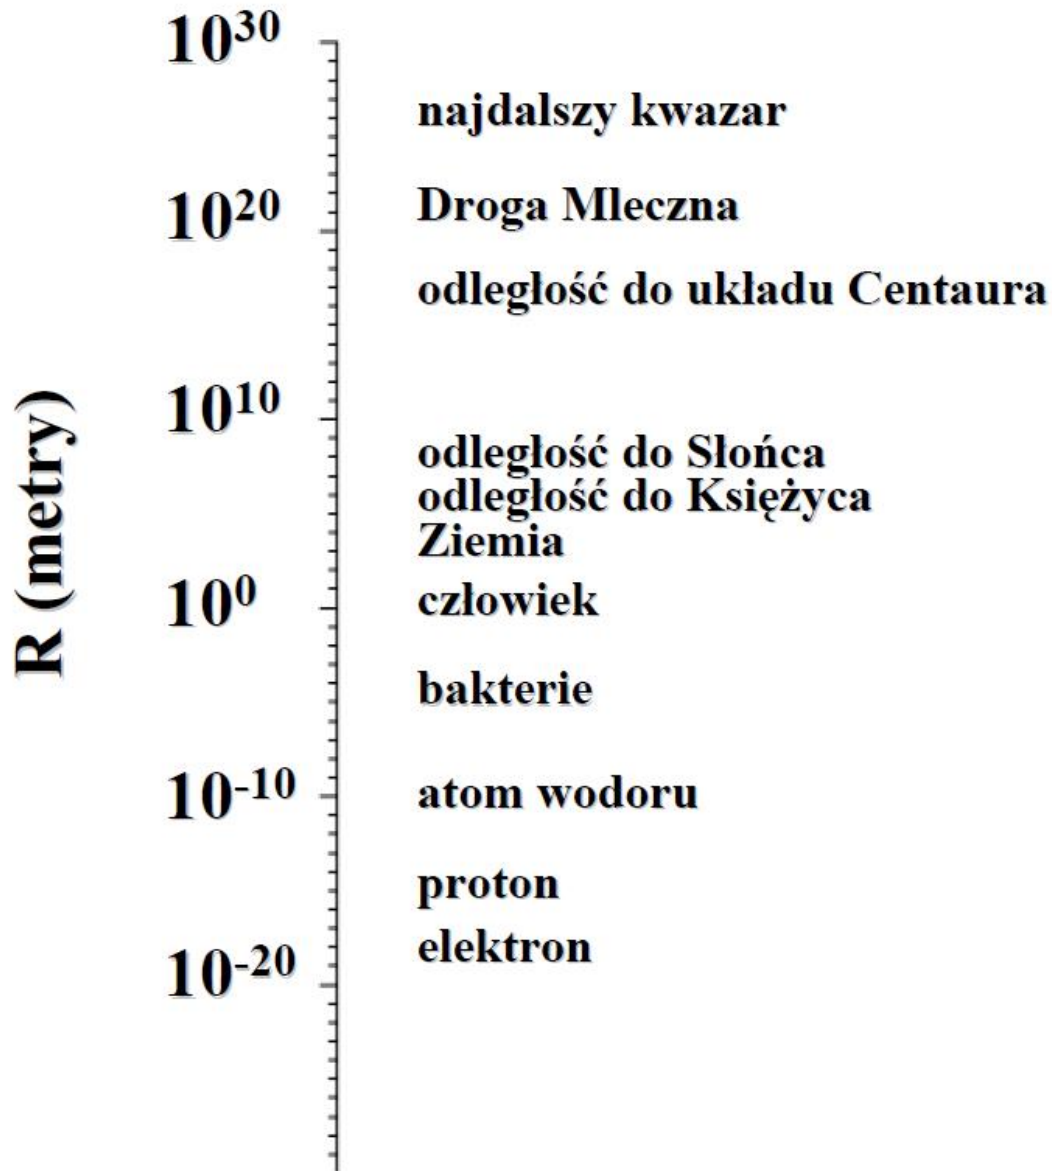 10³⁰
najdalszy kwazar
10²⁰
Droga Mleczna
odległość do układu Centaura
10¹⁰
odległość do Słońca
odległość do Księżyca
Ziemia
10⁰
człowiek
bakterie
10⁻¹⁰
atom wodoru
proton
elektron
10⁻²⁰
R (metry)